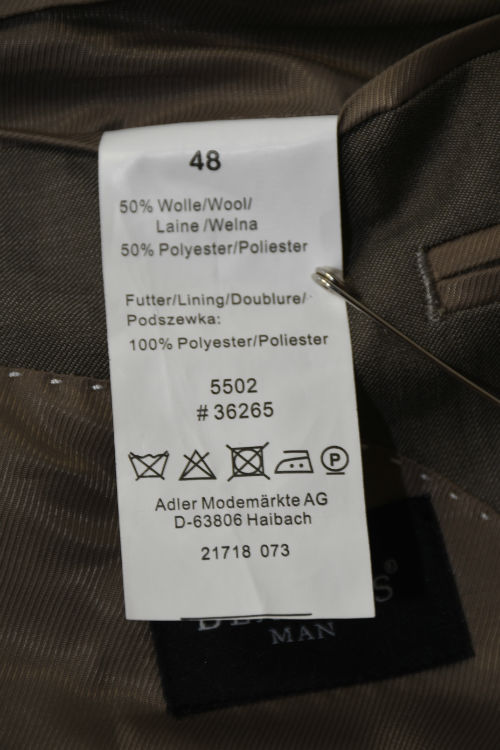 48
50% Wolle/Wool/
Laine /Welna
50% Polyester/Poliester
Futter/Lining/Doublure/
Podszewka:
100% Polyester/Poliester
5502
# 36265
P
Adler Modemärkte AG
D-63806 Haibach
21718 073
MAN